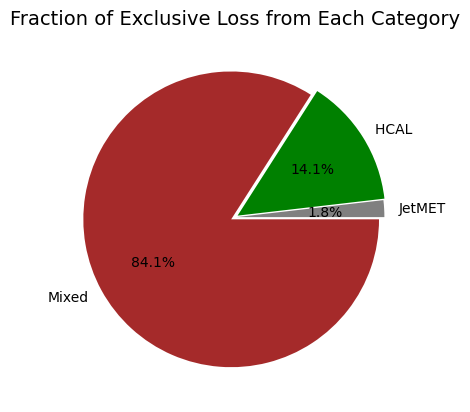 Fraction of Exclusive Loss from Each Category
HCAL
14.1%
JetMET
1.8%
84.1%
Mixed